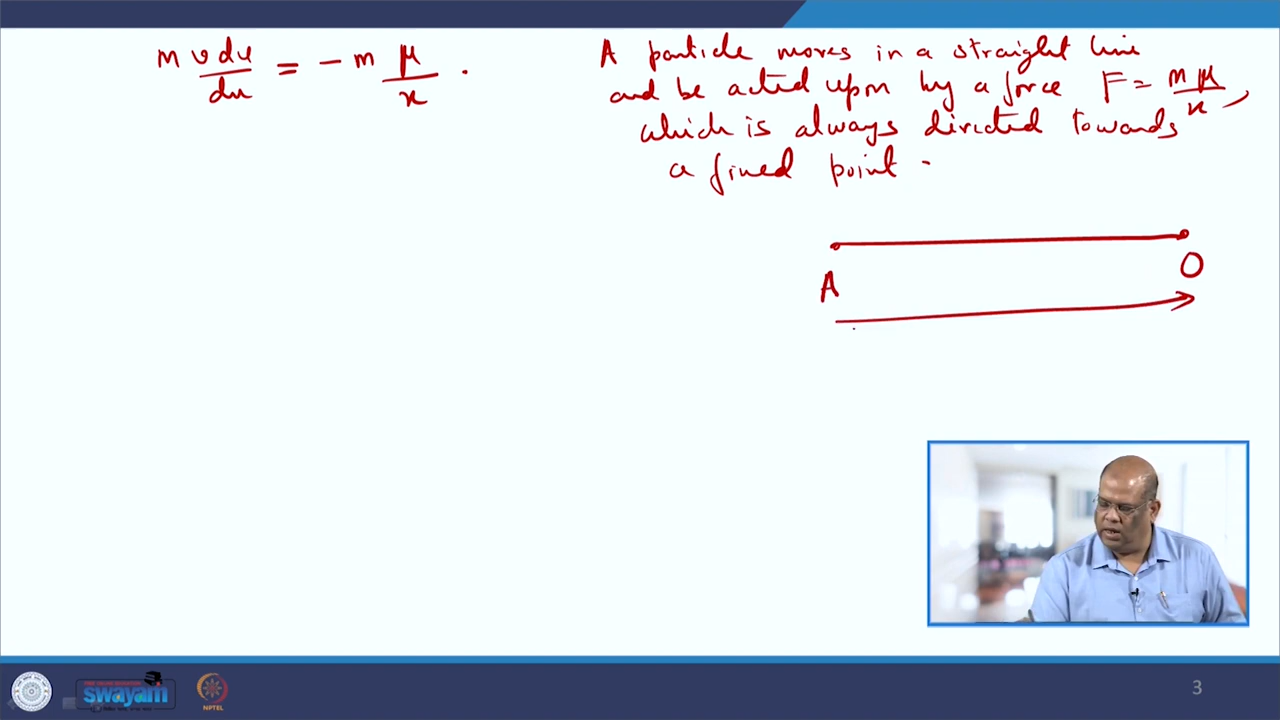 m v dv/dx = - m μ/x .
A particle moves in a straight line
and be acted upon by a force F = mμ/x,
which is always directed towards
a fixed point .
A
O
swayam
NPTEL
3